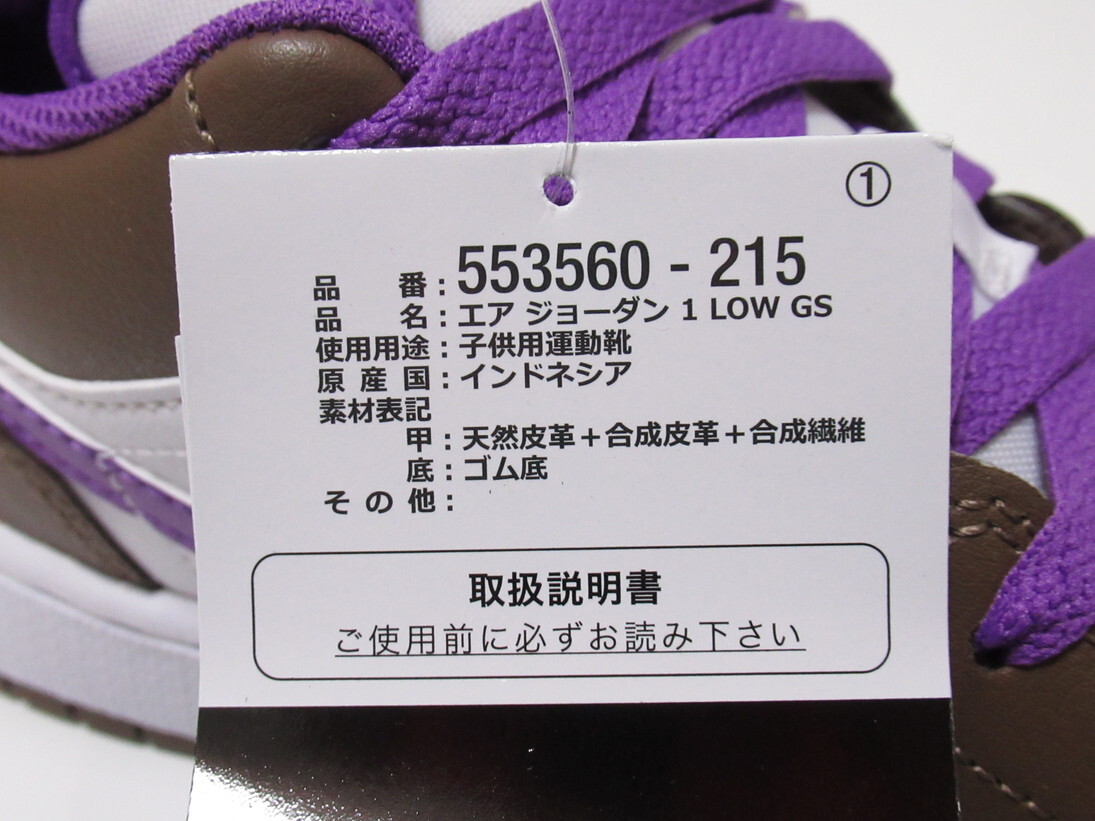 ①
品番：553560 - 215
品名：エア ジョーダン 1 LOW GS
使用用途：子供用運動靴
原産国：インドネシア
素材表記
甲：天然皮革＋合成皮革＋合成繊維
底：ゴム底
その他：
取扱説明書
ご使用前に必ずお読み下さい